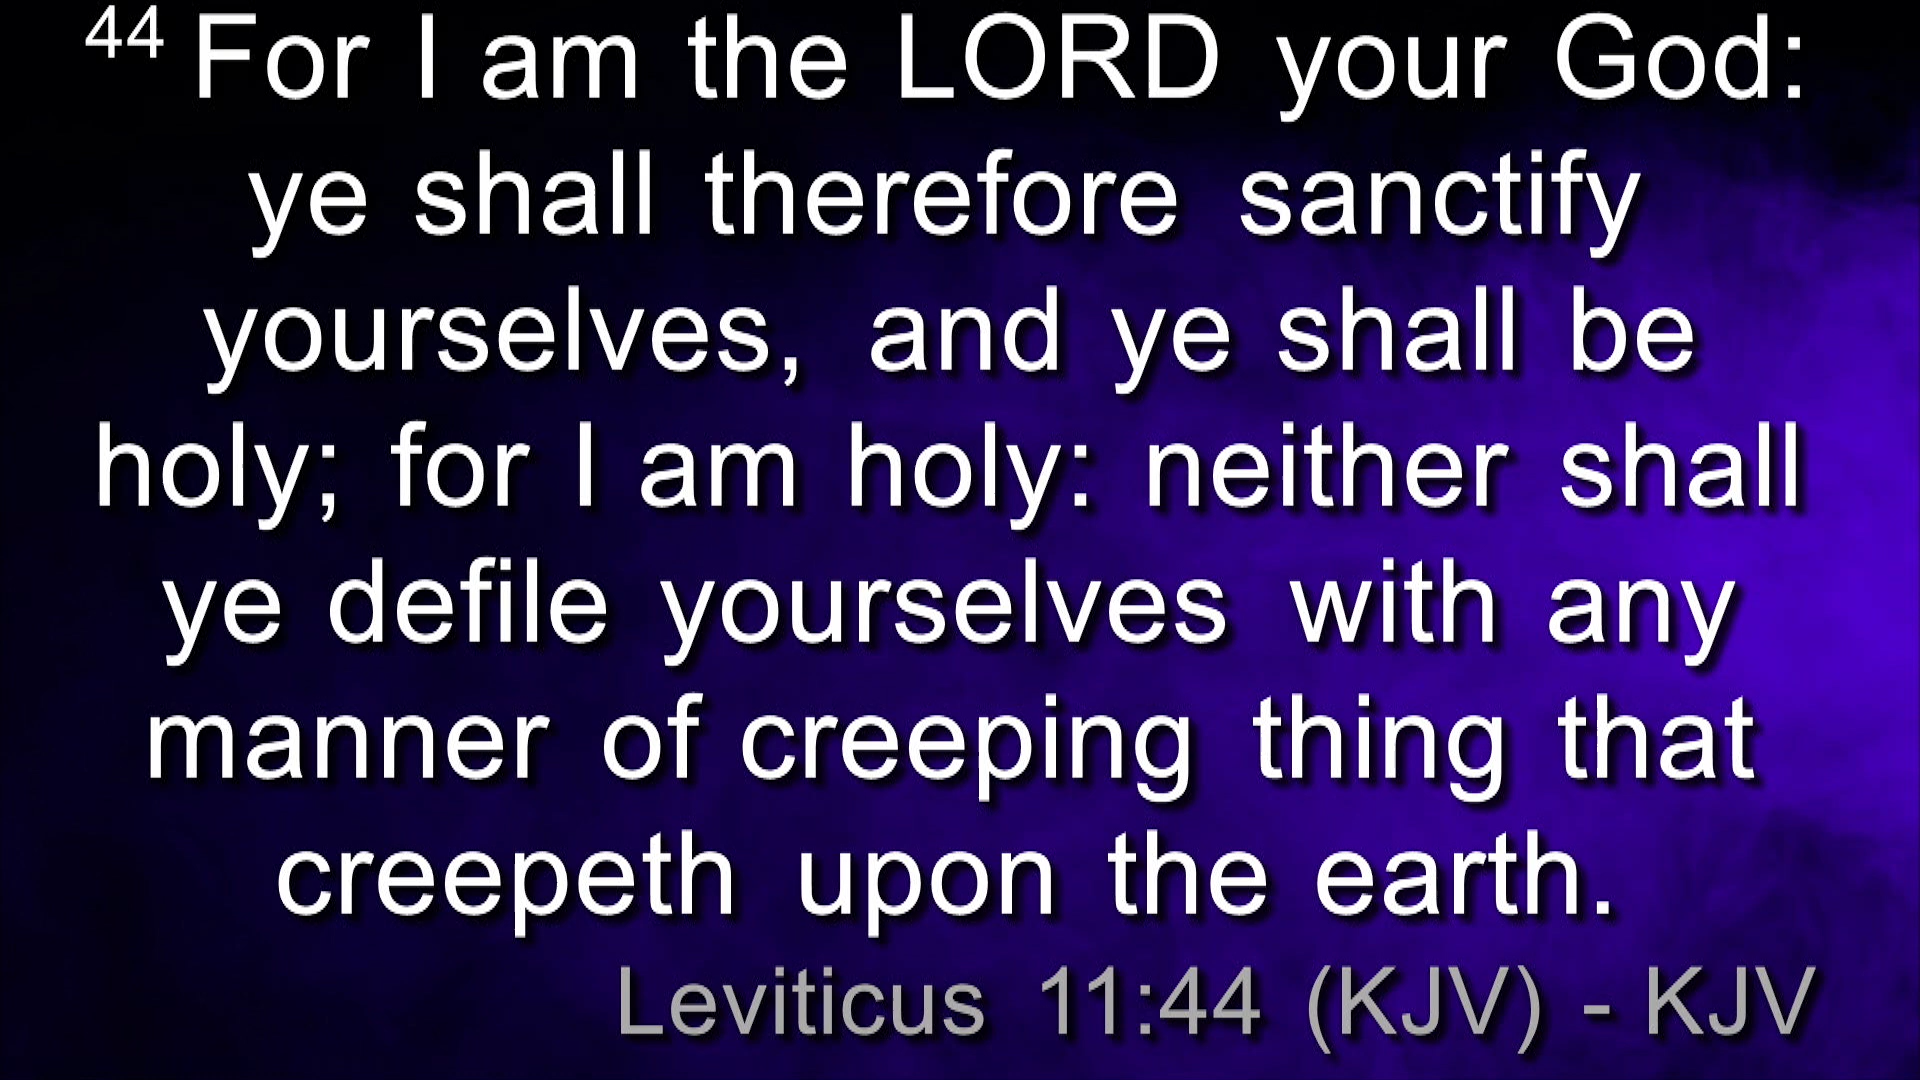 44 For I am the LORD your God:
ye shall therefore sanctify
yourselves, and ye shall be
holy; for I am holy: neither shall
ye defile yourselves with any
manner of creeping thing that
creepeth upon the earth.
Leviticus 11:44 (KJV) - KJV